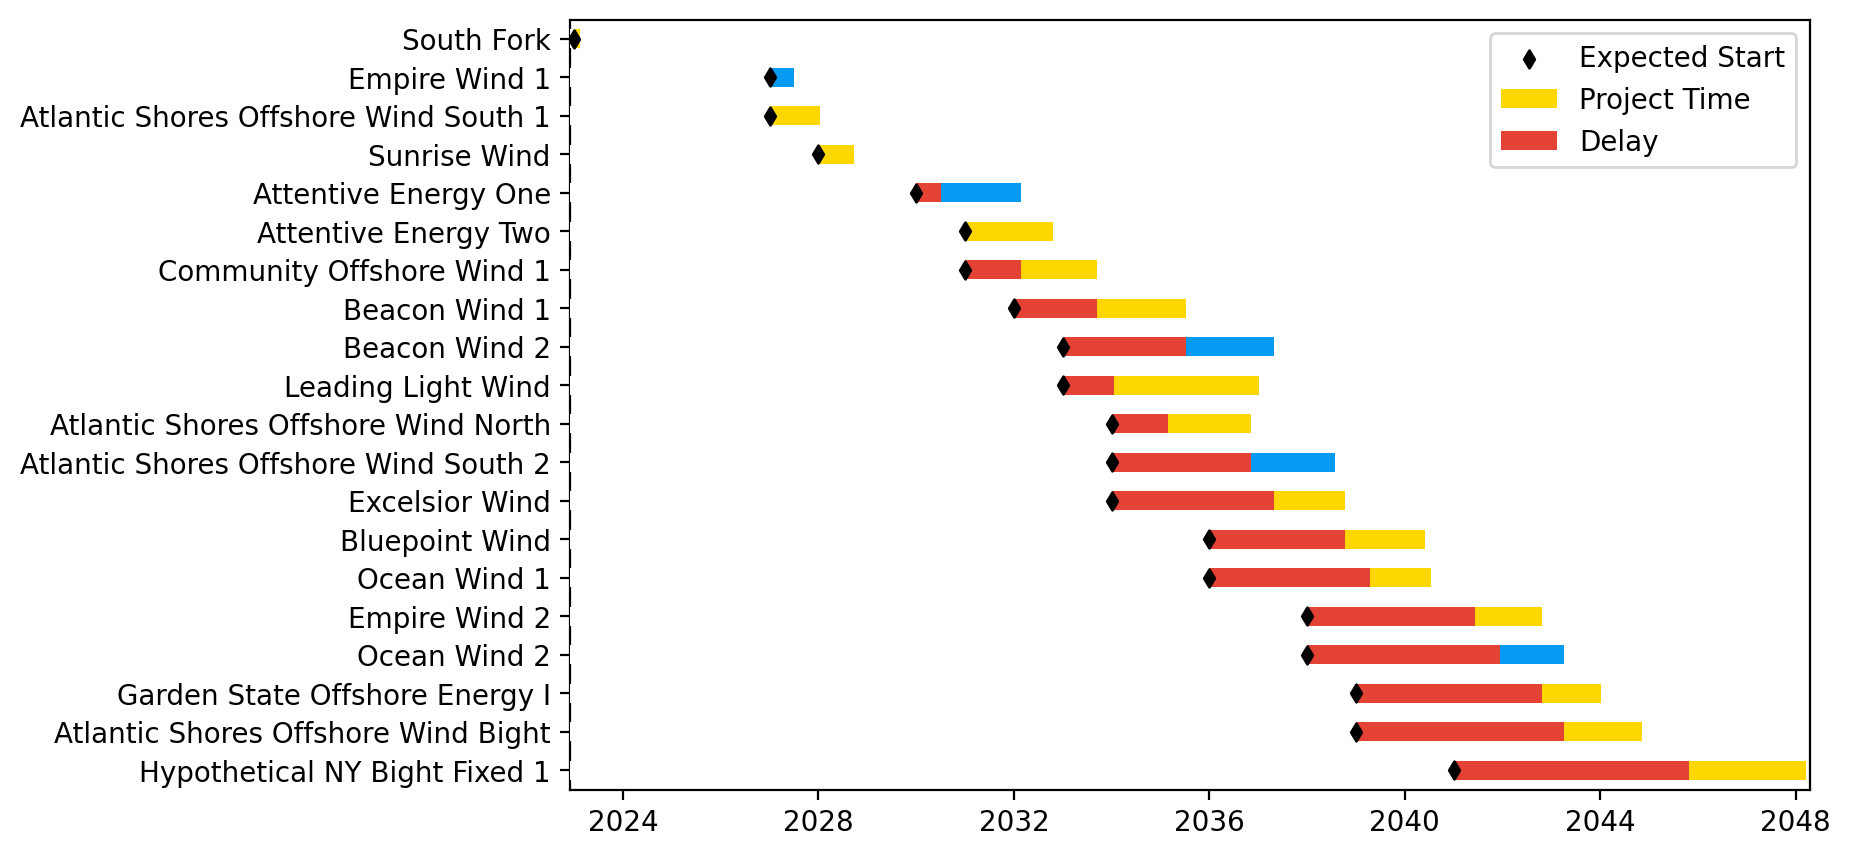 South Fork
Empire Wind 1
Atlantic Shores Offshore Wind South 1
Sunrise Wind
Attentive Energy One
Attentive Energy Two
Community Offshore Wind 1
Beacon Wind 1
Beacon Wind 2
Leading Light Wind
Atlantic Shores Offshore Wind North
Atlantic Shores Offshore Wind South 2
Excelsior Wind
Bluepoint Wind
Ocean Wind 1
Empire Wind 2
Ocean Wind 2
Garden State Offshore Energy I
Atlantic Shores Offshore Wind Bight
Hypothetical NY Bight Fixed 1
Expected Start
Project Time
Delay
2024 2028 2032 2036 2040 2044 2048